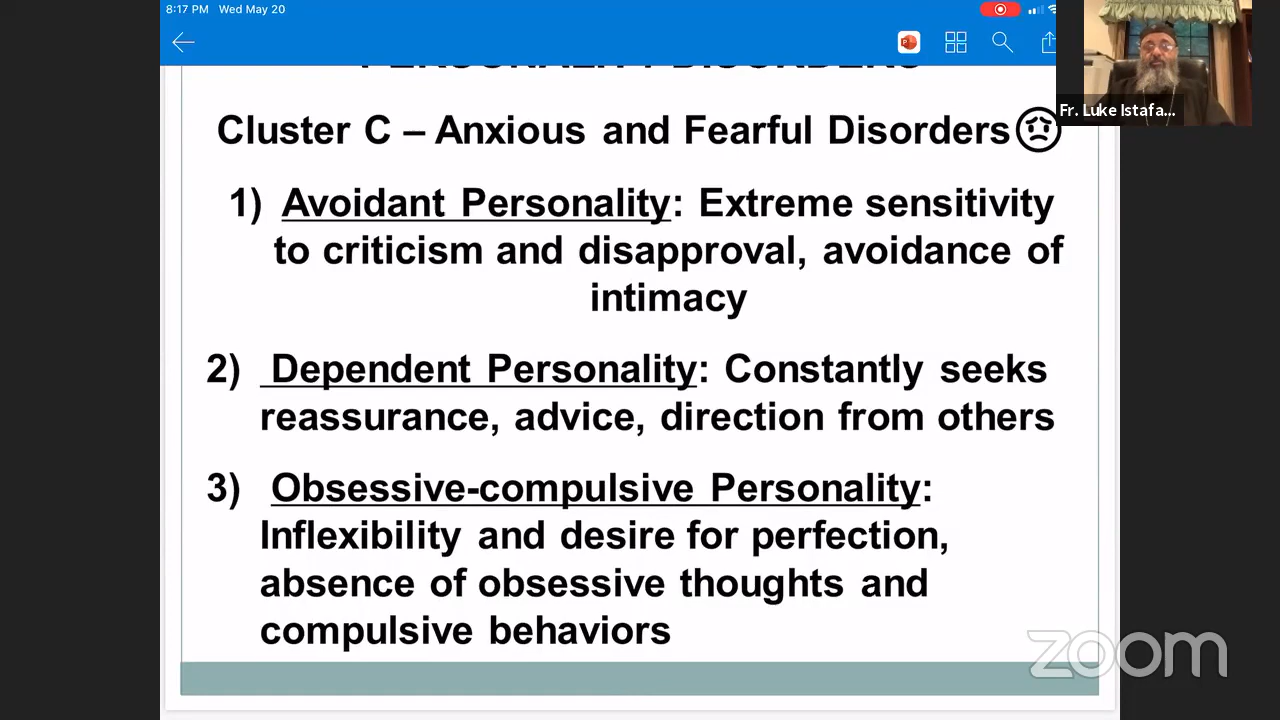 8:17 PM Wed May 20
Fr. Luke Istafa...
PERSONALITY DISORDERS
Cluster C – Anxious and Fearful Disorders
1) Avoidant Personality: Extreme sensitivity
to criticism and disapproval, avoidance of
intimacy
2) Dependent Personality: Constantly seeks
reassurance, advice, direction from others
3) Obsessive-compulsive Personality:
Inflexibility and desire for perfection,
absence of obsessive thoughts and
compulsive behaviors
zoom